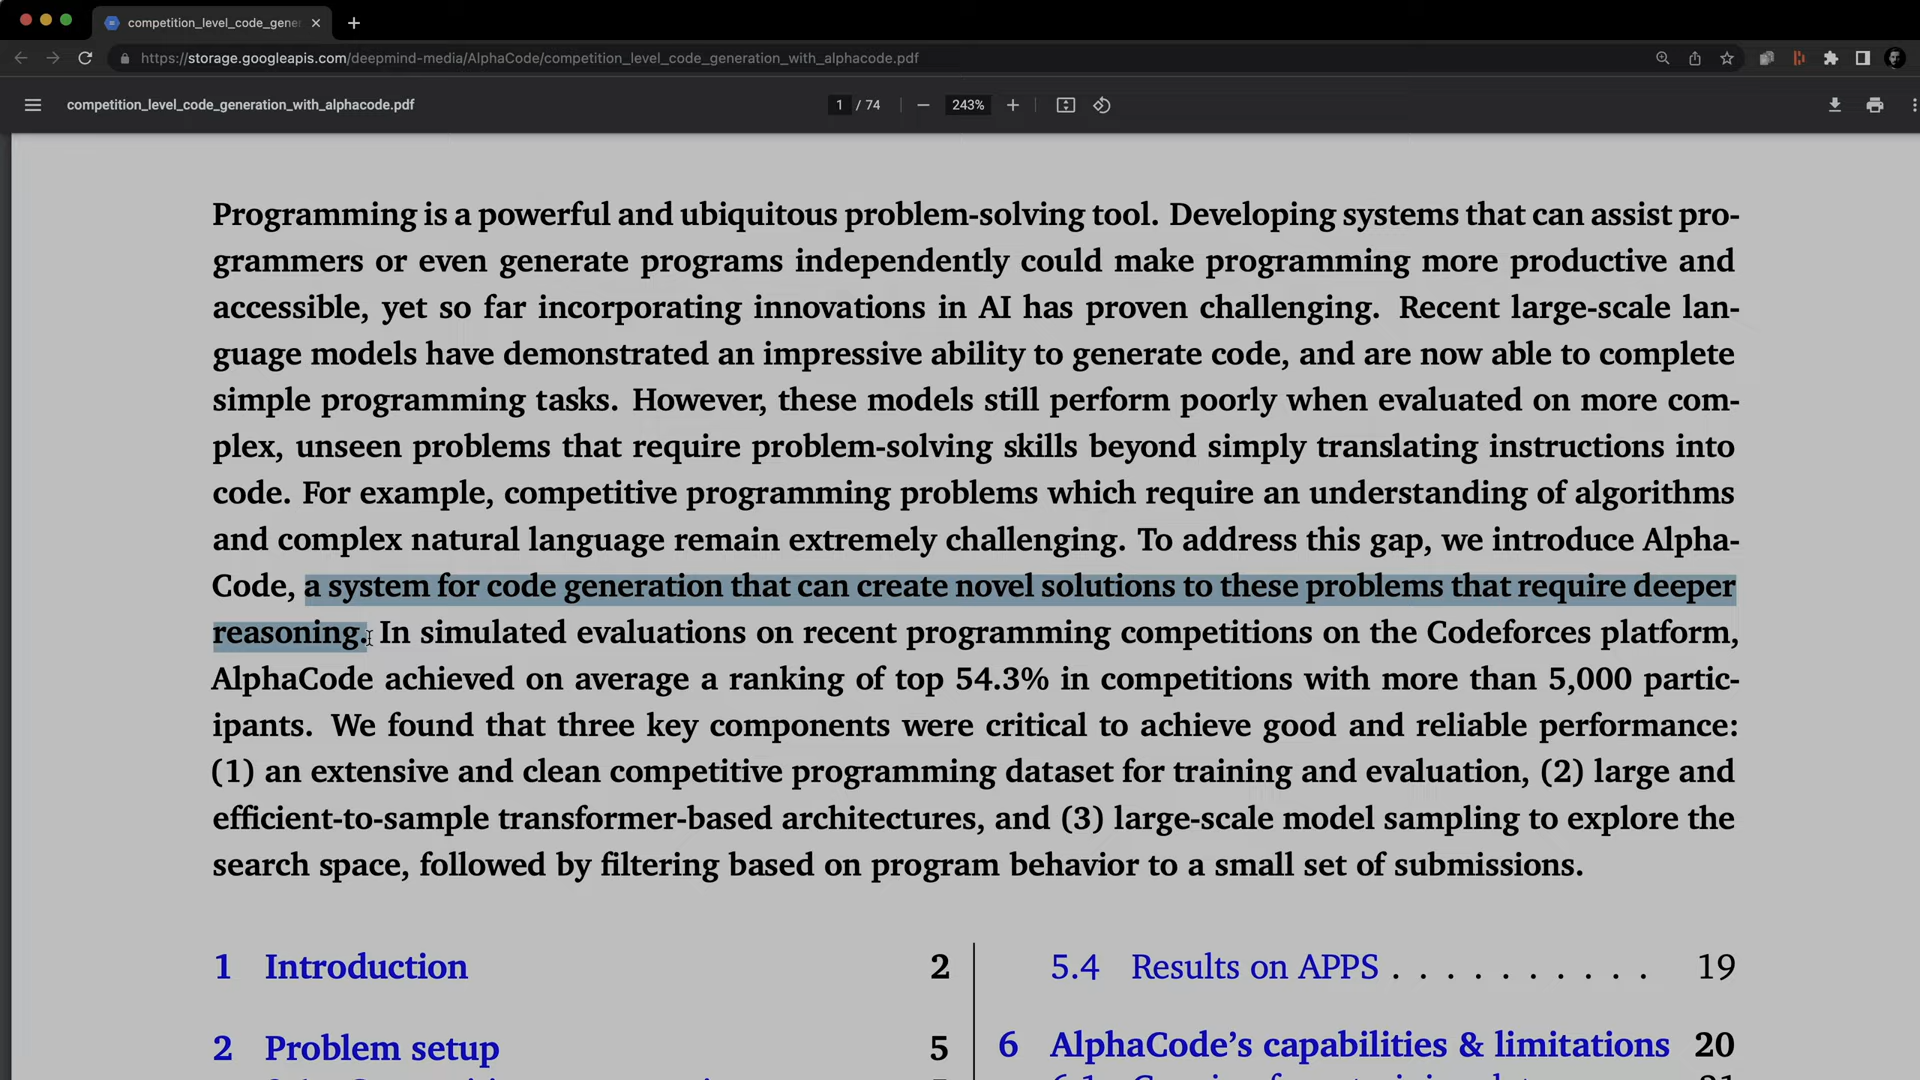 competition_level_code_gene
https://storage.googleapis.com/deepmind-media/AlphaCode/competition_level_code_generation_with_alphacode.pdf
competition_level_code_generation_with_alphacode.pdf
1 / 74
243%
Programming is a powerful and ubiquitous problem-solving tool. Developing systems that can assist pro-
grammers or even generate programs independently could make programming more productive and
accessible, yet so far incorporating innovations in AI has proven challenging. Recent large-scale lan-
guage models have demonstrated an impressive ability to generate code, and are now able to complete
simple programming tasks. However, these models still perform poorly when evaluated on more com-
plex, unseen problems that require problem-solving skills beyond simply translating instructions into
code. For example, competitive programming problems which require an understanding of algorithms
and complex natural language remain extremely challenging. To address this gap, we introduce Alpha-
Code, a system for code generation that can create novel solutions to these problems that require deeper
reasoning. In simulated evaluations on recent programming competitions on the Codeforces platform,
AlphaCode achieved on average a ranking of top 54.3% in competitions with more than 5,000 partic-
ipants. We found that three key components were critical to achieve good and reliable performance:
(1) an extensive and clean competitive programming dataset for training and evaluation, (2) large and
efficient-to-sample transformer-based architectures, and (3) large-scale model sampling to explore the
search space, followed by filtering based on program behavior to a small set of submissions.
1 Introduction 2
2 Problem setup 5
5.4 Results on APPS . . . . . . . . . . 19
6 AlphaCode's capabilities & limitations 20